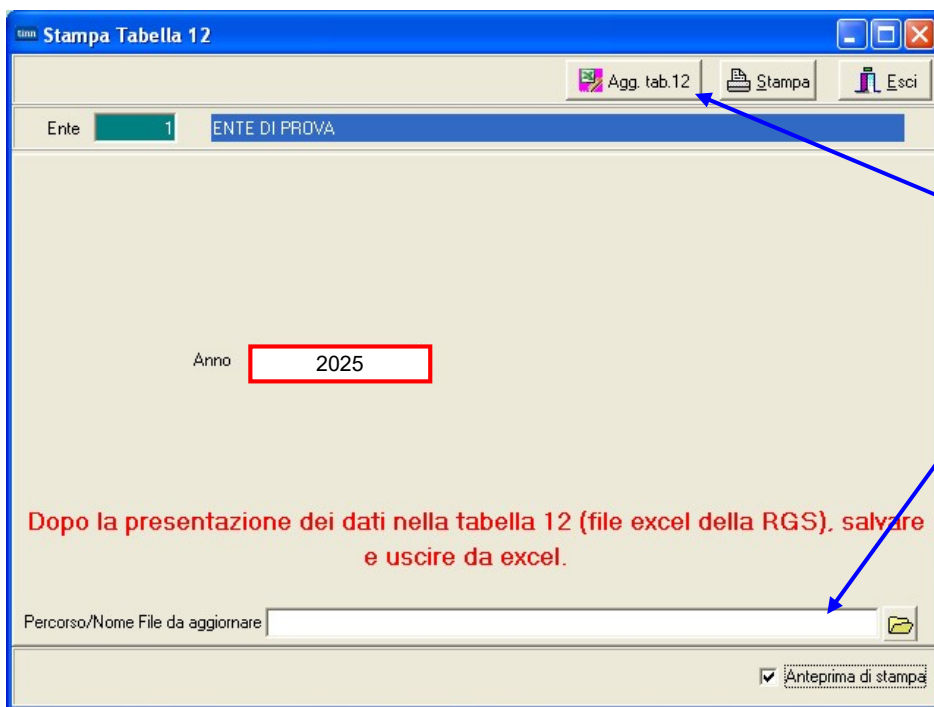 tinn Stampa Tabella 12
Agg. tab.12 Stampa Esci
Ente 1 ENTE DI PROVA
Anno 2025
Dopo la presentazione dei dati nella tabella 12 (file excel della RGS), salvare
e uscire da excel.
Percorso/Nome File da aggiornare
Anteprima di stampa